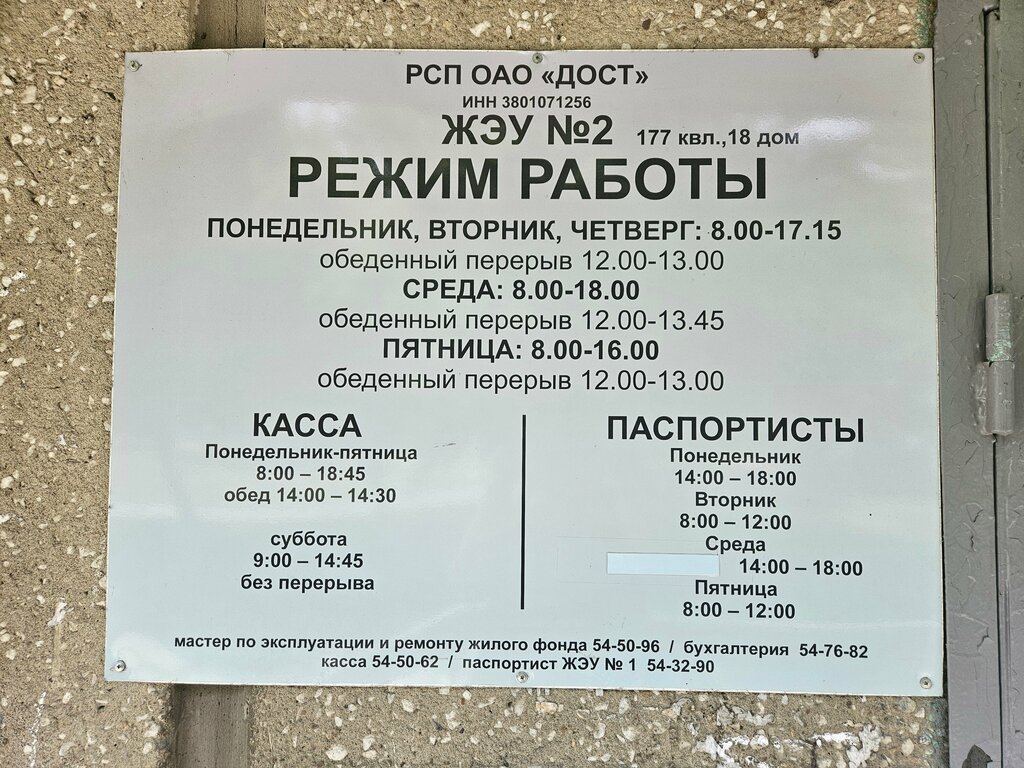 РСП ОАО «ДОСТ»
ИНН 3801071256
ЖЭУ №2 177 квл.,18 дом
РЕЖИМ РАБОТЫ
ПОНЕДЕЛЬНИК, ВТОРНИК, ЧЕТВЕРГ: 8.00-17.15
обеденный перерыв 12.00-13.00
СРЕДА: 8.00-18.00
обеденный перерыв 12.00-13.45
ПЯТНИЦА: 8.00-16.00
обеденный перерыв 12.00-13.00
КАССА
Понедельник-пятница
8:00 – 18:45
обед 14:00 – 14:30
суббота
9:00 – 14:45
без перерыва
ПАСПОРТИСТЫ
Понедельник
14:00 – 18:00
Вторник
8:00 – 12:00
Среда
14:00 – 18:00
Пятница
8:00 – 12:00
мастер по эксплуатации и ремонту жилого фонда 54-50-96 / бухгалтерия 54-76-82
касса 54-50-62 / паспортист ЖЭУ № 1 54-32-90